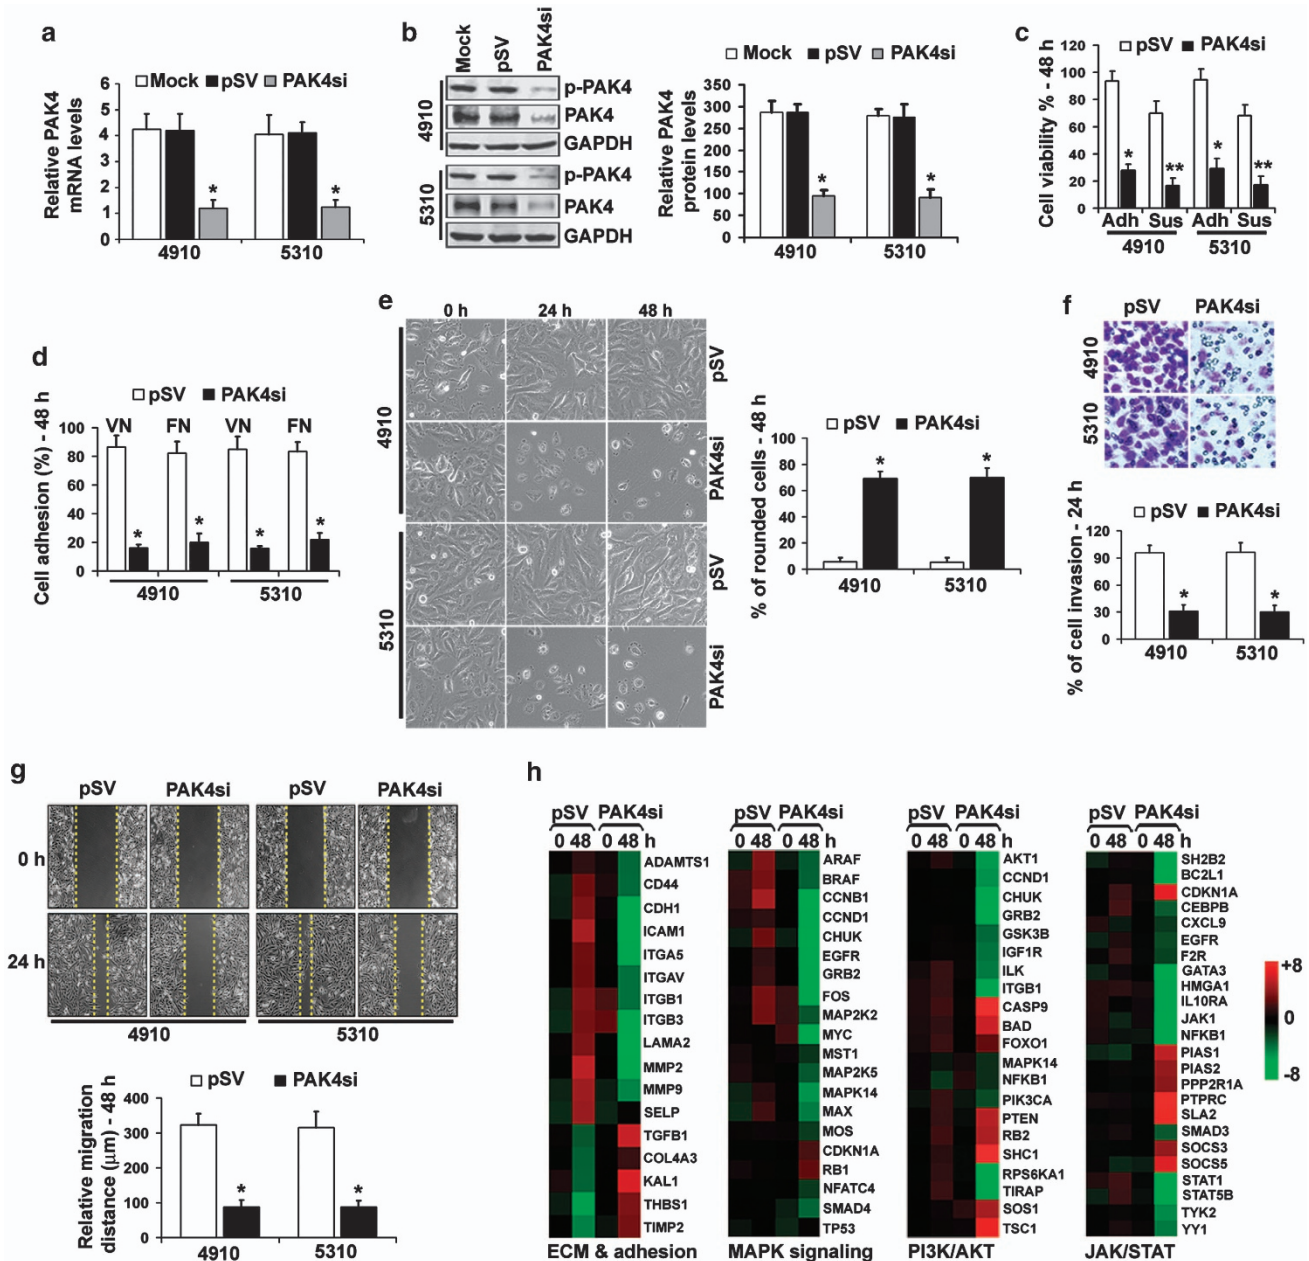 a
Mock pSV PAK4si
Relative PAK4
mRNA levels
6
5
4
3
2
1
0
4910 5310
b
Mock pSV PAK4si
4910
p-PAK4
PAK4
GAPDH
5310
p-PAK4
PAK4
GAPDH
Mock pSV PAK4si
Relative PAK4
protein levels
350
300
250
200
150
100
50
0
4910 5310
c
pSV PAK4si
Cell viability % - 48 h
120
100
80
60
40
20
0
* ** * **
Adh Sus Adh Sus
4910 5310
d
pSV PAK4si
Cell adhesion (%) - 48 h
100
80
60
40
20
0
VN FN VN FN
* * * *
4910 5310
e
0 h 24 h 48 h
4910
pSV
PAK4si
5310
pSV
PAK4si
pSV PAK4si
% of rounded cells - 48 h
100
80
60
40
20
0
* *
4910 5310
f
pSV PAK4si
4910
5310
pSV PAK4si
% of cell invasion - 24 h
120
90
60
30
0
* *
4910 5310
g
pSV PAK4si pSV PAK4si
0 h
24 h
4910 5310
pSV PAK4si
Relative migration
distance (μm) - 48 h
400
300
200
100
0
* *
4910 5310
h
pSV PAK4si
0 48 0 48 h
ADAMTS1
CD44
CDH1
ICAM1
ITGA5
ITGAV
ITGB1
ITGB3
LAMA2
MMP2
MMP9
SELP
TGFB1
COL4A3
KAL1
THBS1
TIMP2
ECM & adhesion
pSV PAK4si
0 48 0 48 h
ARAF
BRAF
CCNB1
CCND1
CHUK
EGFR
GRB2
FOS
MAP2K2
MYC
MST1
MAP2K5
MAPK14
MAX
MOS
CDKN1A
RB1
NFATC4
SMAD4
TP53
MAPK signaling
pSV PAK4si
0 48 0 48 h
AKT1
CCND1
CHUK
GRB2
GSK3B
IGF1R
ILK
ITGB1
CASP9
BAD
FOXO1
MAPK14
NFKB1
PIK3CA
PTEN
RB2
SHC1
RPS6KA1
TIRAP
SOS1
TSC1
PI3K/AKT
pSV PAK4si
0 48 0 48 h
SH2B2
BC2L1
CDKN1A
CEBPB
CXCL9
EGFR
F2R
GATA3
HMGA1
IL10RA
JAK1
NFKB1
PIAS1
PIAS2
PPP2R1A
PTPRC
SLA2
SMAD3
SOCS3
SOCS5
STAT1
STAT5B
TYK2
YY1
JAK/STAT
+8
0
-8